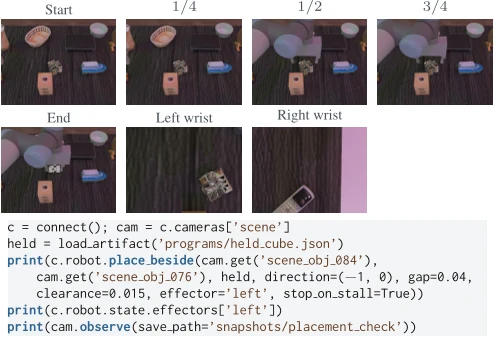 Start
1/4
1/2
3/4
End
Left wrist
Right wrist
c = connect(); cam = c.cameras['scene']
held = load_artifact('programs/held_cube.json')
print(c.robot.place_beside(cam.get('scene_obj_084'),
cam.get('scene_obj_076'), held, direction=(−1, 0), gap=0.04,
clearance=0.015, effector='left', stop_on_stall=True))
print(c.robot.state.effectors['left'])
print(cam.observe(save_path='snapshots/placement_check'))